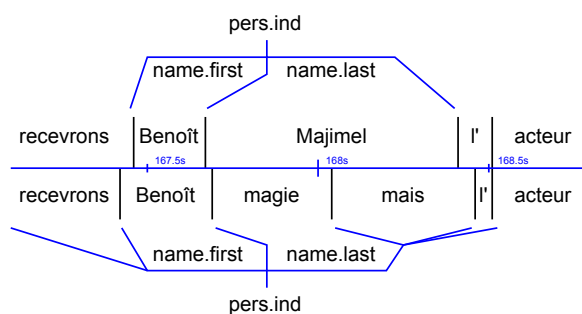 pers.ind
name.first name.last
recevrons Benoît Majimel l' acteur
167.5s 168s 168.5s
recevrons Benoît magie mais l' acteur
name.first name.last
pers.ind